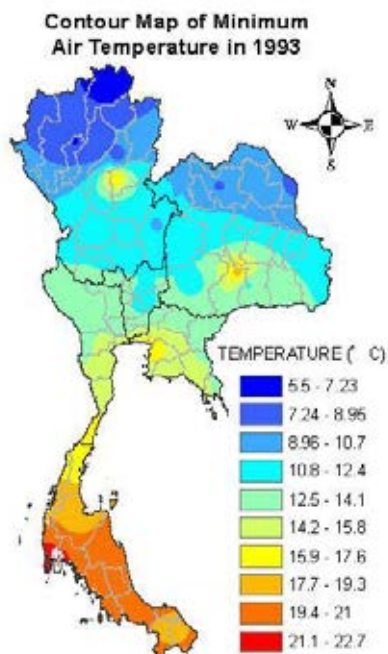 Contour Map of Minimum
Air Temperature in 1993
N
W E
S
TEMPERATURE (° C)
5.5 - 7.23
7.24 - 8.95
8.96 - 10.7
10.8 - 12.4
12.5 - 14.1
14.2 - 15.8
15.9 - 17.6
17.7 - 19.3
19.4 - 21
21.1 - 22.7